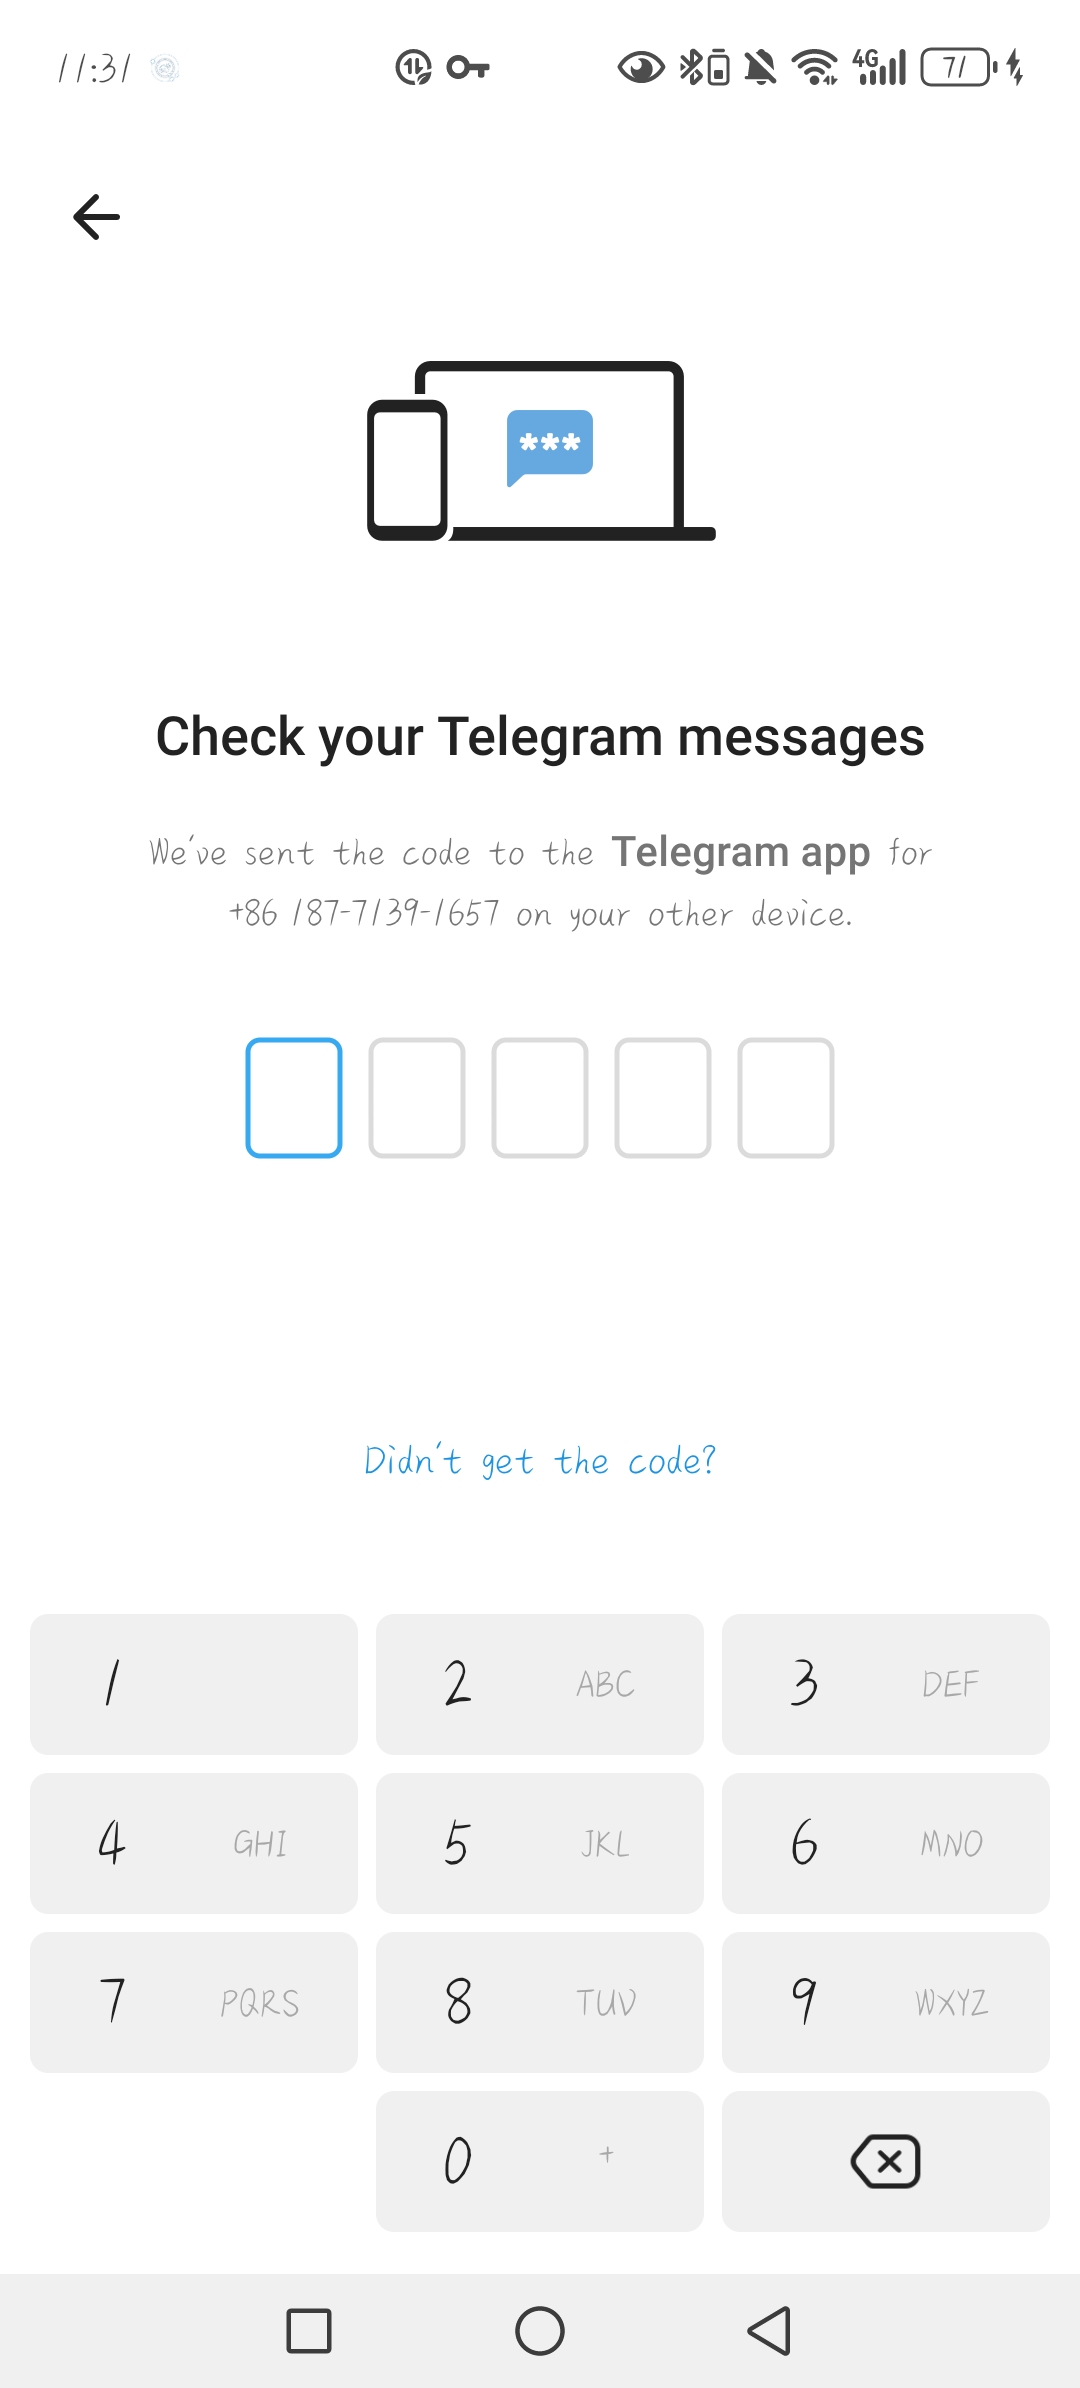 11:31
4G
71
***
Check your Telegram messages
We've sent the code to the Telegram app for
+86 187-7139-1657 on your other device.
Didn't get the code?
1
2 ABC
3 DEF
4 GHI
5 JKL
6 MNO
7 PQRS
8 TUV
9 WXYZ
0 +